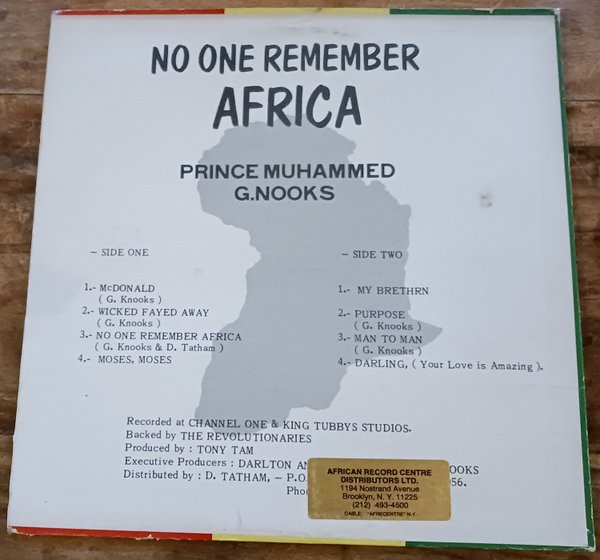 NO ONE REMEMBER
AFRICA
PRINCE MUHAMMED
G.NOOKS
- SIDE ONE
1.- McDONALD
( G. Knooks )
2.- WICKED FAYED AWAY
( G. Knooks )
3.- NO ONE REMEMBER AFRICA
( G. Knooks & D. Tatham )
4.- MOSES, MOSES
- SIDE TWO
1.- MY BRETHRN
2.- PURPOSE
( G. Knooks )
3.- MAN TO MAN
( G. Knooks )
4.- DARLING, ( Your Love is Amazing ).
Recorded at CHANNEL ONE & KING TUBBYS STUDIOS.
Backed by THE REVOLUTIONARIES
Produced by : TONY TAM
Executive Producers : DARLTON AN OOKS
Distributed by : D. TATHAM, - P.O. 956.
Phon
AFRICAN RECORD CENTRE
DISTRIBUTORS LTD.
1194 Nostrand Avenue
Brooklyn, N. Y. 11225
(212) 493-4500
CABLE: "AFRECENTRE" N.Y.